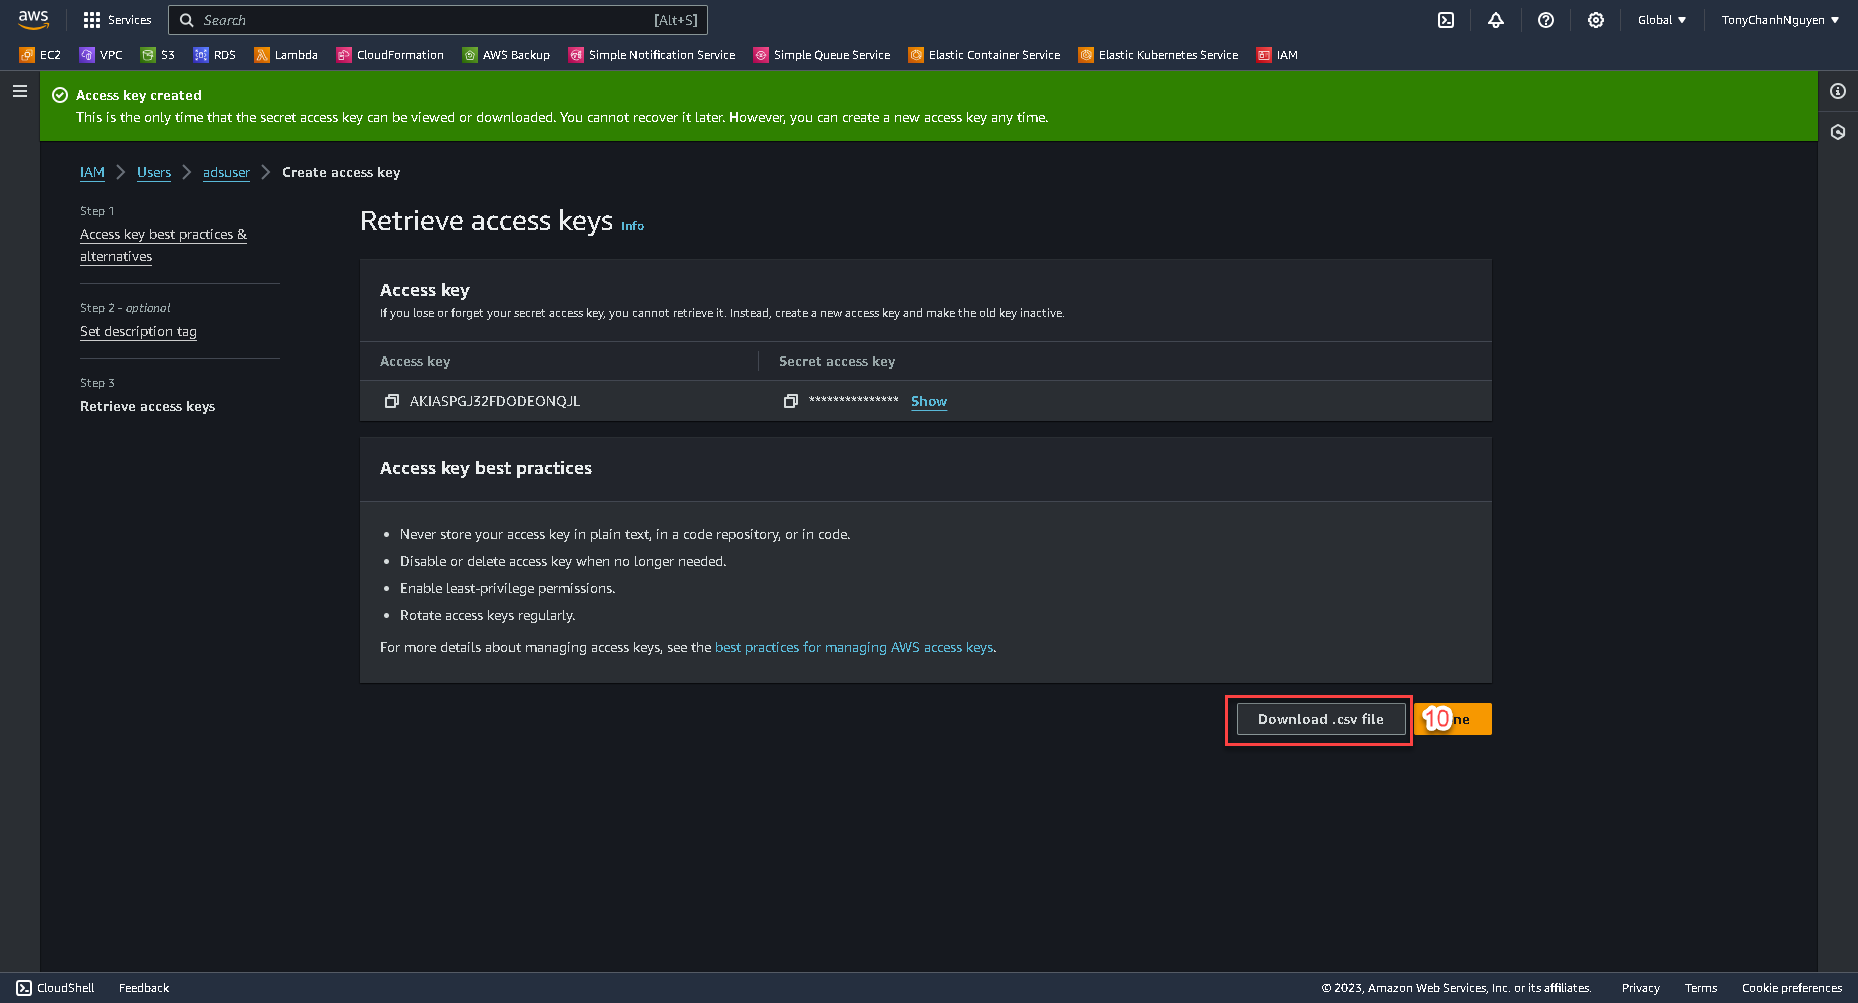 aws
Services
Search
[Alt+S]
Global
TonyChanhNguyen
EC2
VPC
S3
RDS
Lambda
CloudFormation
AWS Backup
Simple Notification Service
Simple Queue Service
Elastic Container Service
Elastic Kubernetes Service
IAM
Access key created
This is the only time that the secret access key can be viewed or downloaded. You cannot recover it later. However, you can create a new access key any time.
IAM
Users
adsuser
Create access key
Step 1
Access key best practices &
alternatives
Step 2 - optional
Set description tag
Step 3
Retrieve access keys
Retrieve access keys
Info
Access key
If you lose or forget your secret access key, you cannot retrieve it. Instead, create a new access key and make the old key inactive.
Access key
Secret access key
AKIASPGJ32FDODEONQJL
*************** Show
Access key best practices
• Never store your access key in plain text, in a code repository, or in code.
• Disable or delete access key when no longer needed.
• Enable least-privilege permissions.
• Rotate access keys regularly.
For more details about managing access keys, see the best practices for managing AWS access keys.
Download .csv file
10
ne
CloudShell
Feedback
© 2023, Amazon Web Services, Inc. or its affiliates.
Privacy
Terms
Cookie preferences